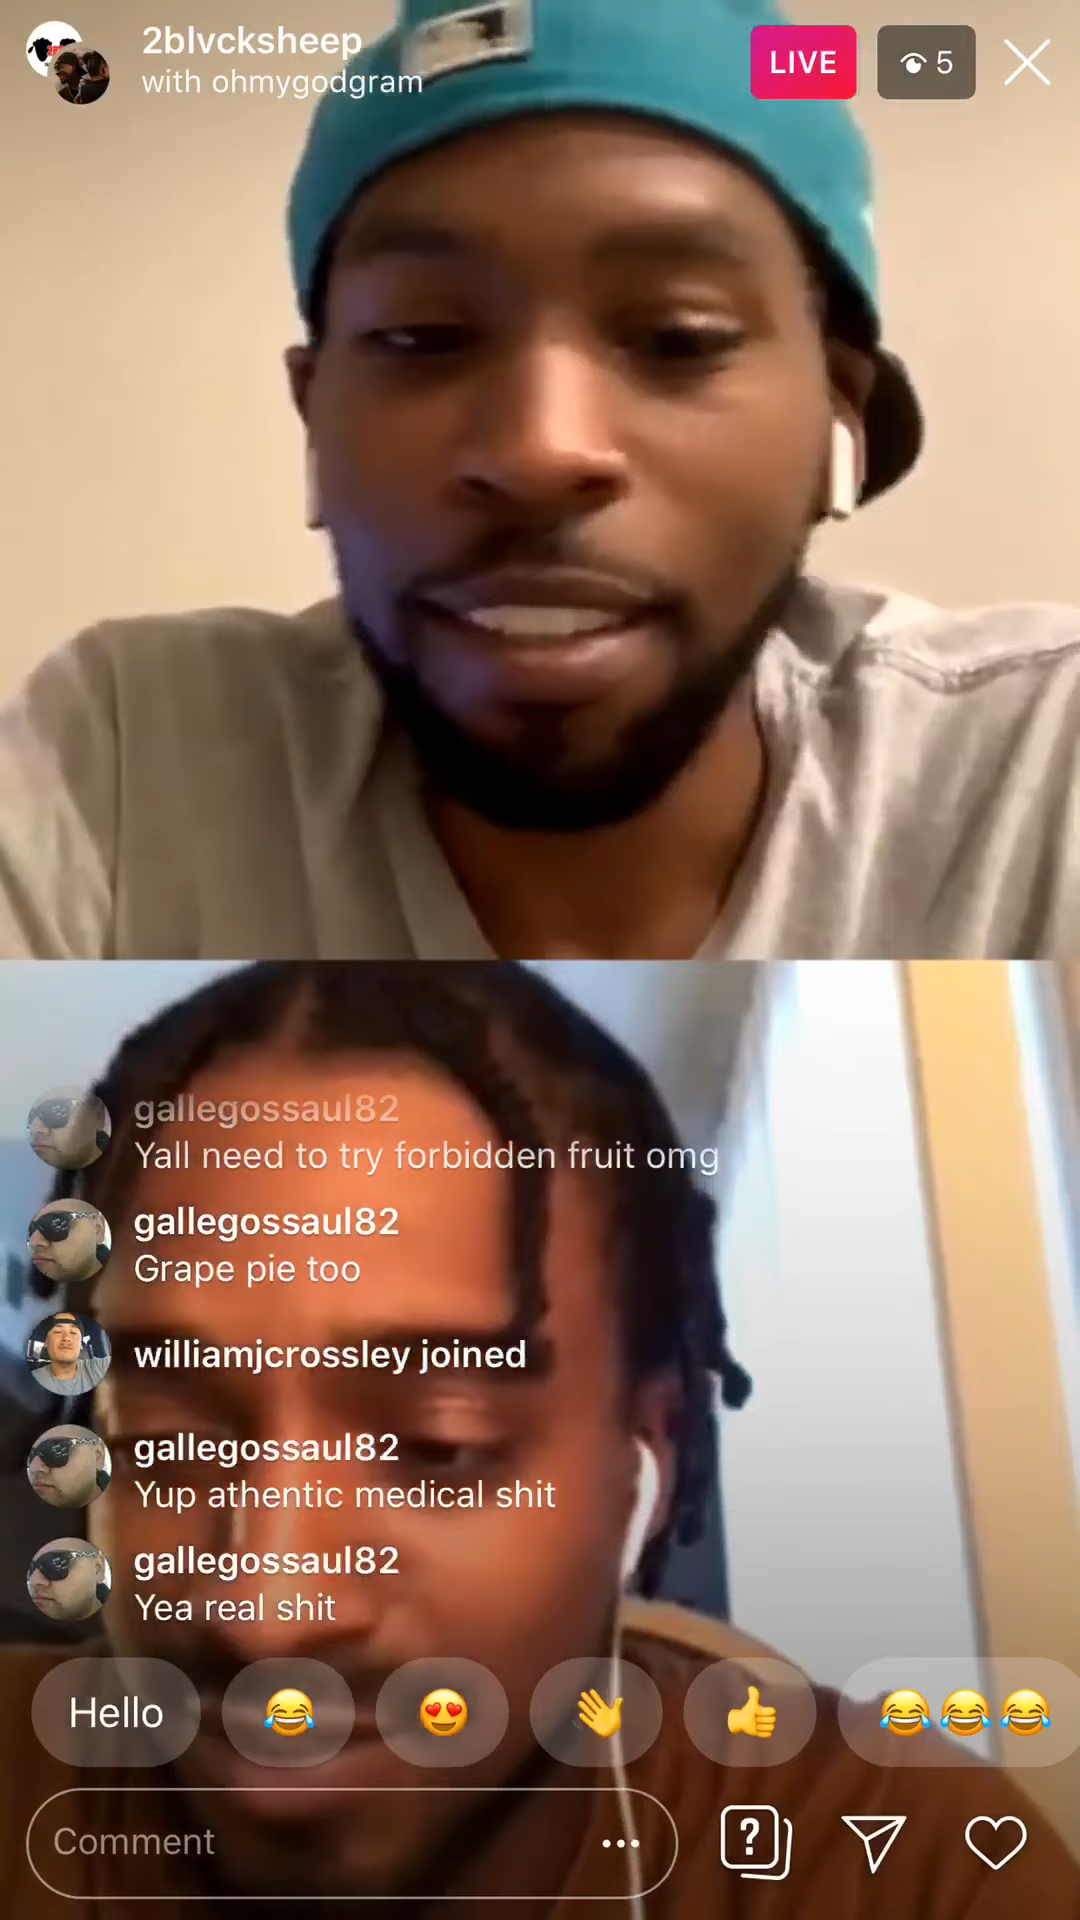 2blvcksheep
with ohmygodgram
LIVE
5
gallegossaul82
Yall need to try forbidden fruit omg
gallegossaul82
Grape pie too
williamjcrossley joined
gallegossaul82
Yup athentic medical shit
gallegossaul82
Yea real shit
Hello
Comment